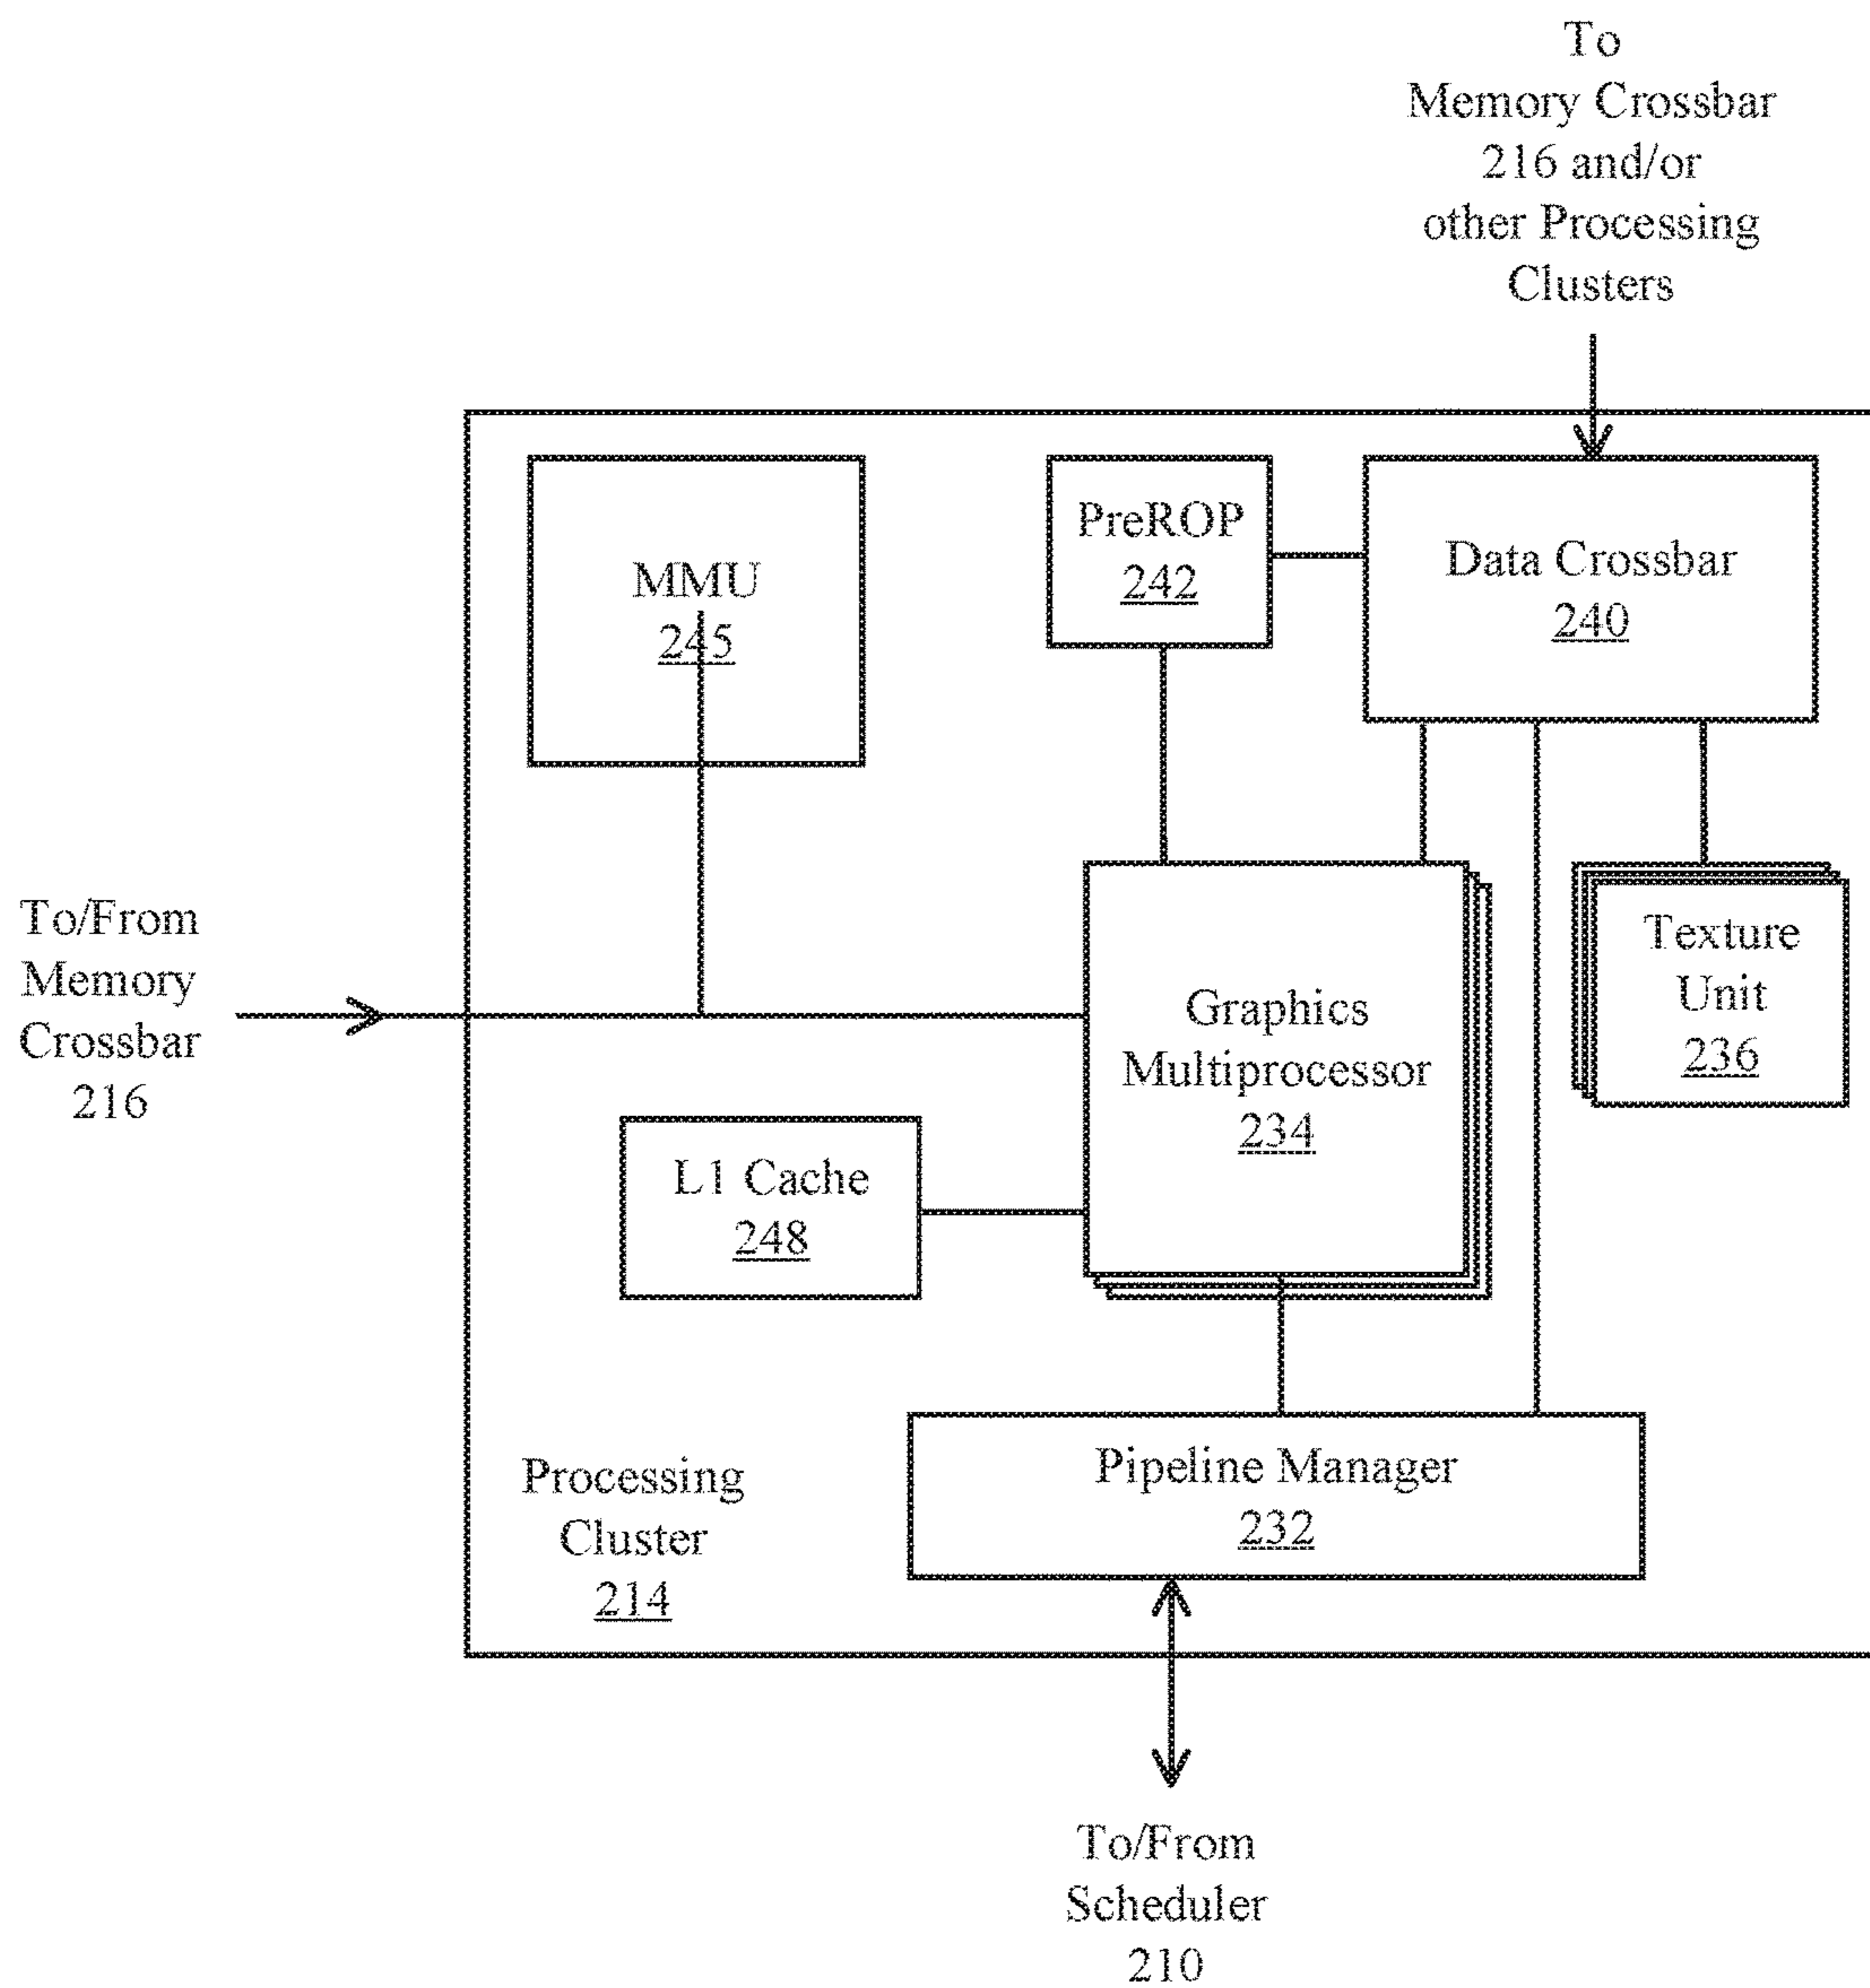 To
Memory Crossbar
216 and/or
other Processing
Clusters
MMU
245
PreROP
242
Data Crossbar
240
To/From
Memory
Crossbar
216
Graphics
Multiprocessor
234
Texture
Unit
236
L1 Cache
248
Pipeline Manager
232
Processing
Cluster
214
To/From
Scheduler
210